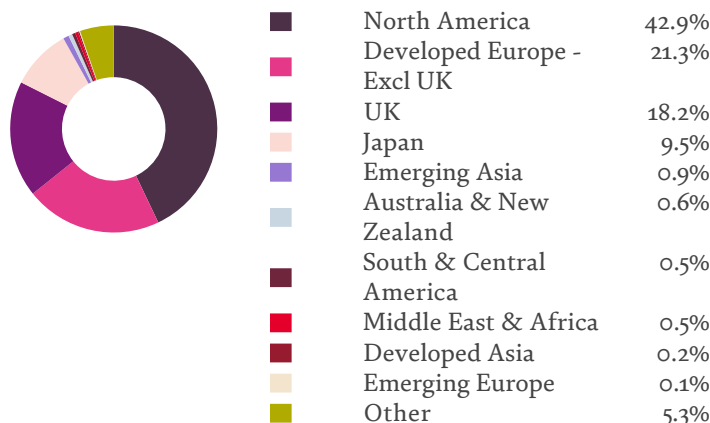 North America 42.9%
Developed Europe - 21.3%
Excl UK
UK 18.2%
Japan 9.5%
Emerging Asia 0.9%
Australia & New 0.6%
Zealand
South & Central 0.5%
America
Middle East & Africa 0.5%
Developed Asia 0.2%
Emerging Europe 0.1%
Other 5.3%